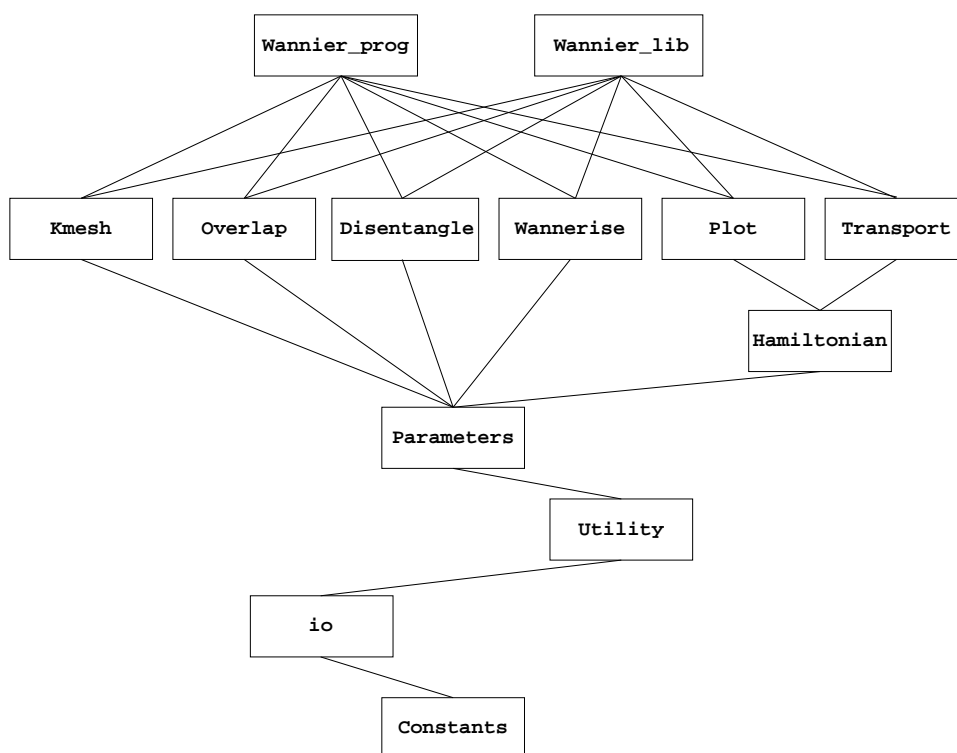 Wannier_prog
Wannier_lib
Kmesh
Overlap
Disentangle
Wannerise
Plot
Transport
Hamiltonian
Parameters
Utility
io
Constants